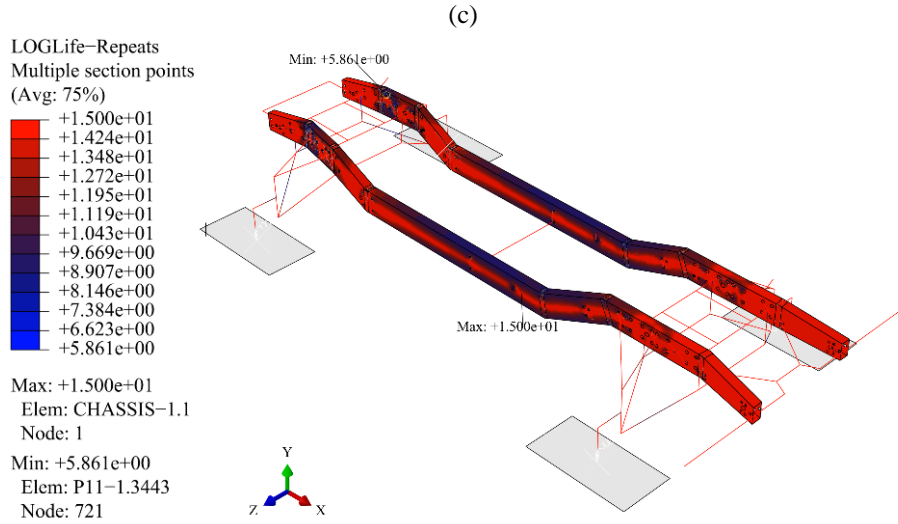 (c)
LOGLife−Repeats
Multiple section points
(Avg: 75%)
+1.500e+01
+1.424e+01
+1.348e+01
+1.272e+01
+1.195e+01
+1.119e+01
+1.043e+01
+9.669e+00
+8.907e+00
+8.146e+00
+7.384e+00
+6.623e+00
+5.861e+00
Max: +1.500e+01
Elem: CHASSIS−1.1
Node: 1
Min: +5.861e+00
Elem: P11−1.3443
Node: 721
Min: +5.861e+00
Max: +1.500e+01
Y
Z
X